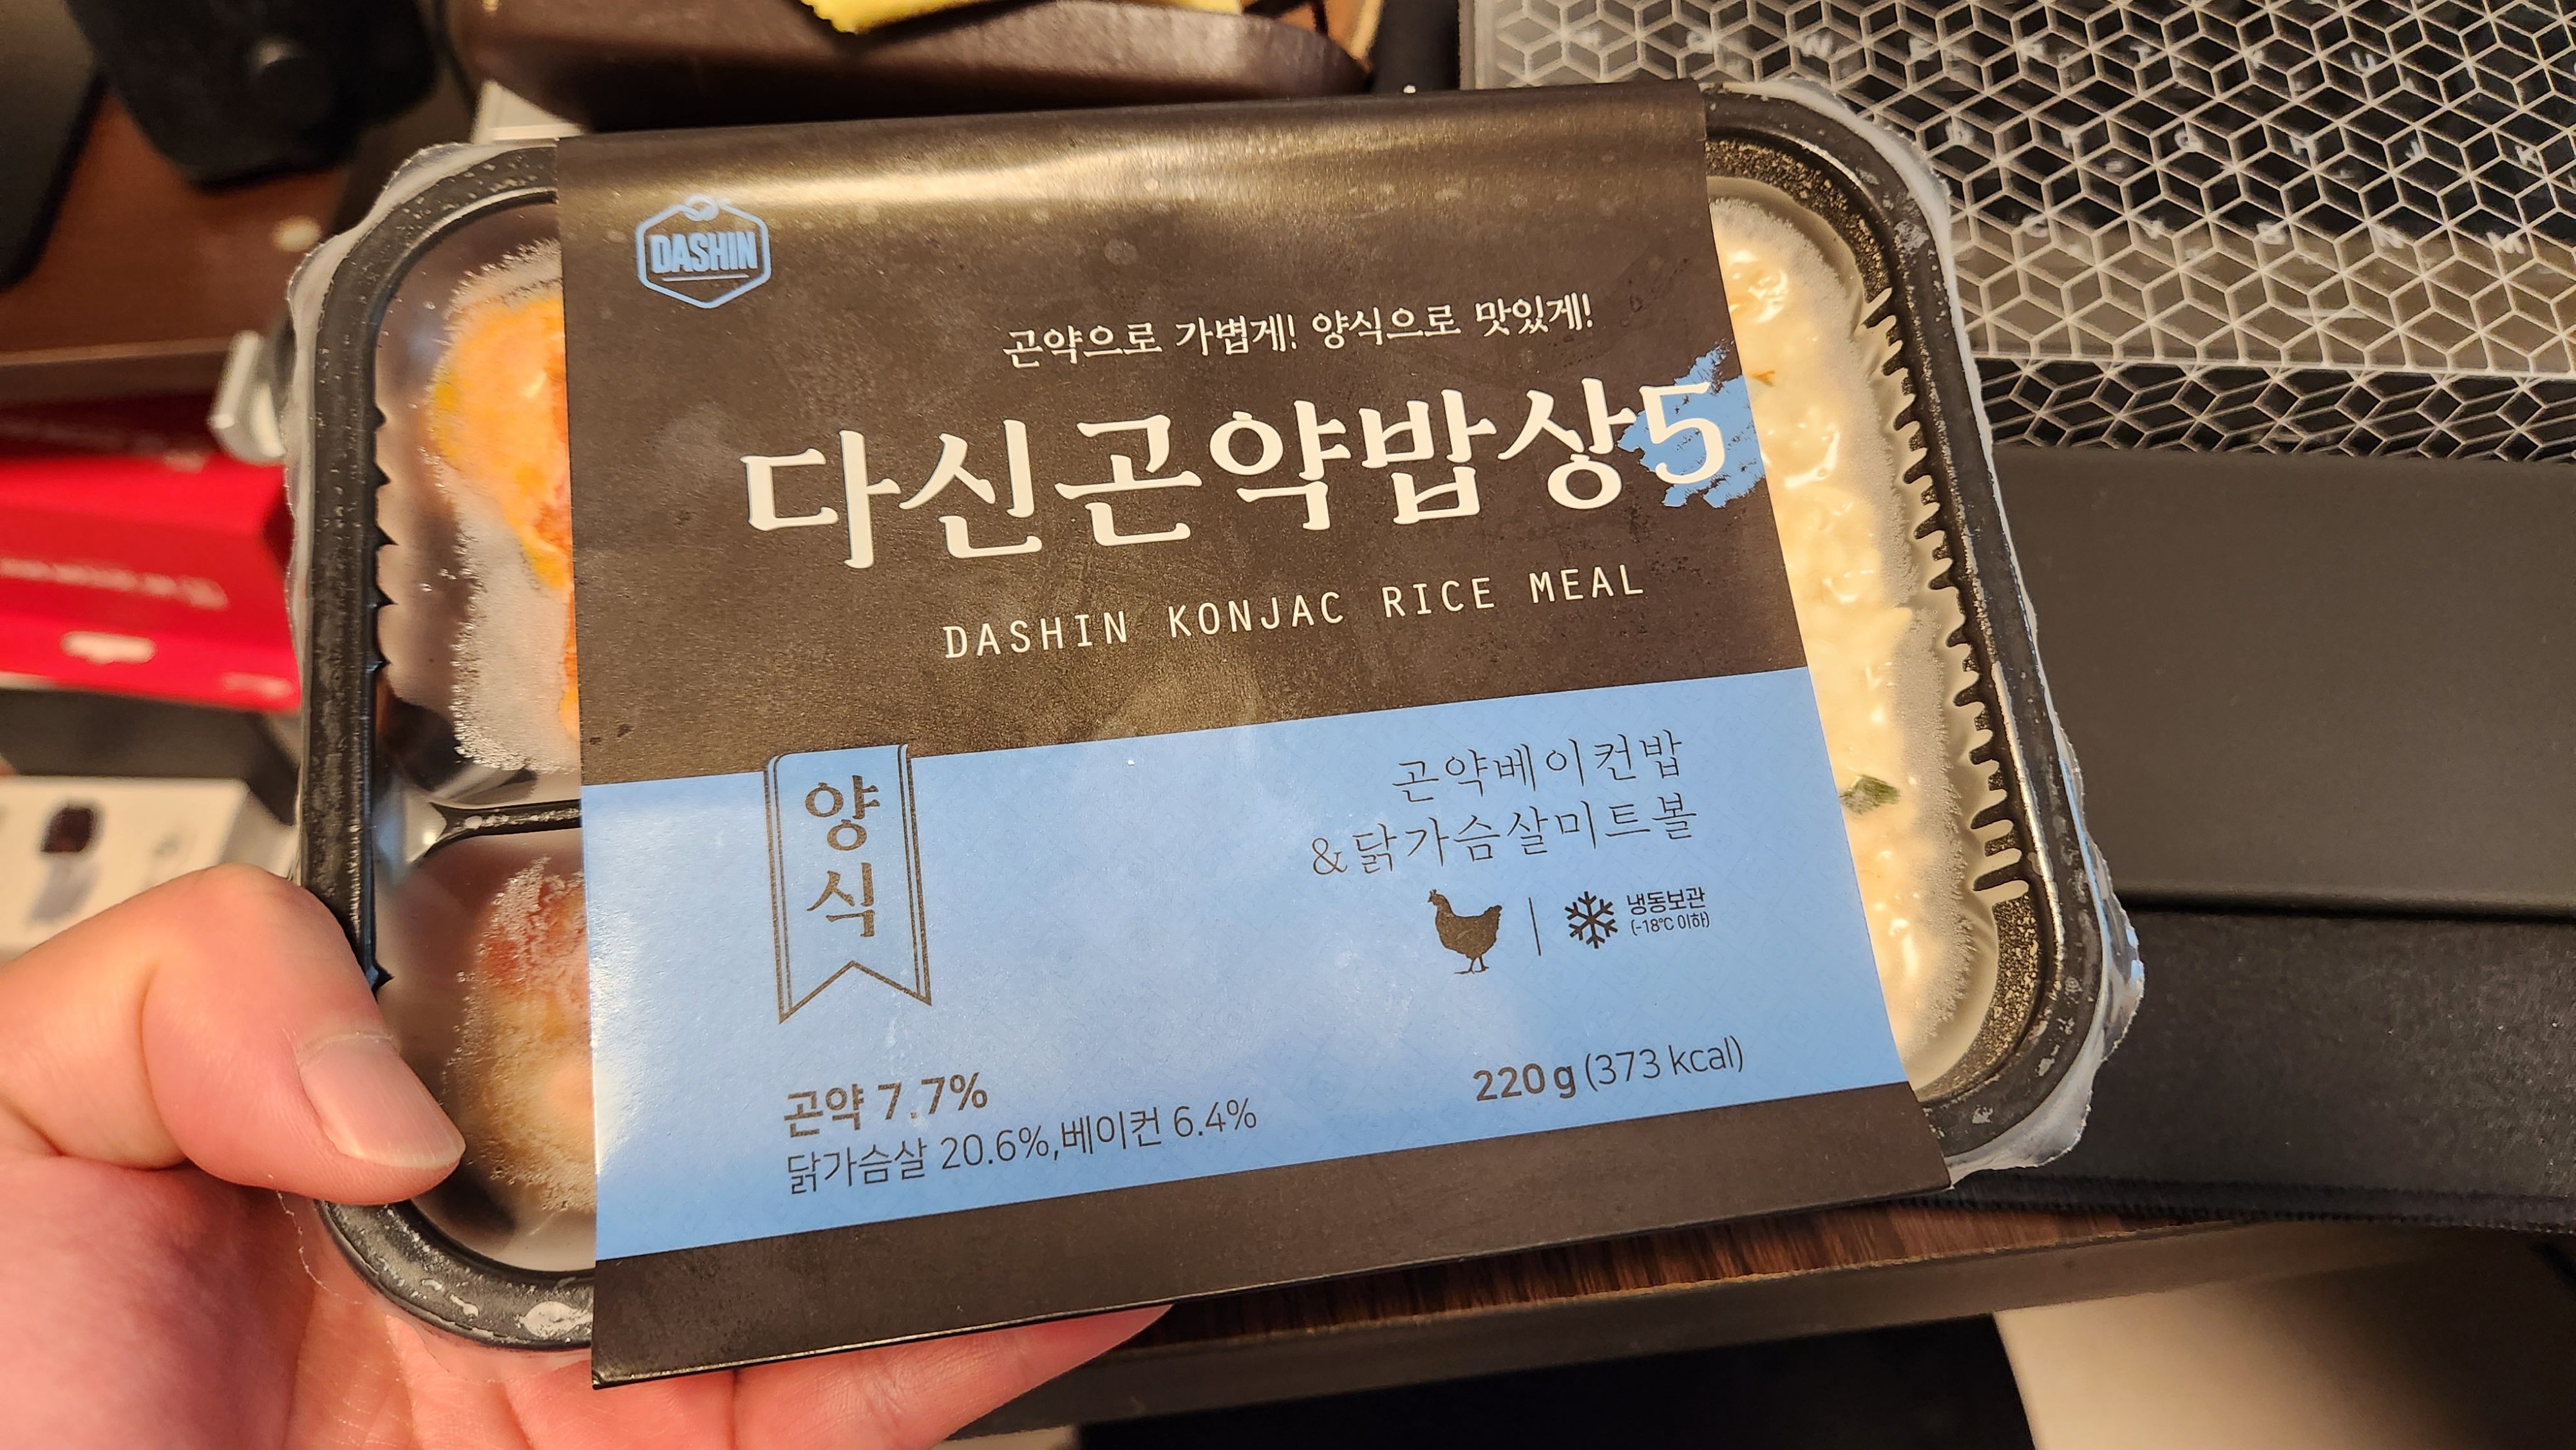 DASHIN
곤약으로 가볍게! 양식으로 맛있게!
다신곤약밥상5
DASHIN KONJAC RICE MEAL
양식
곤약베이컨밥
&닭가슴살미트볼
냉동보관
(-18℃ 이하)
곤약 7.7%
닭가슴살 20.6%,베이컨 6.4%
220g (373 kcal)